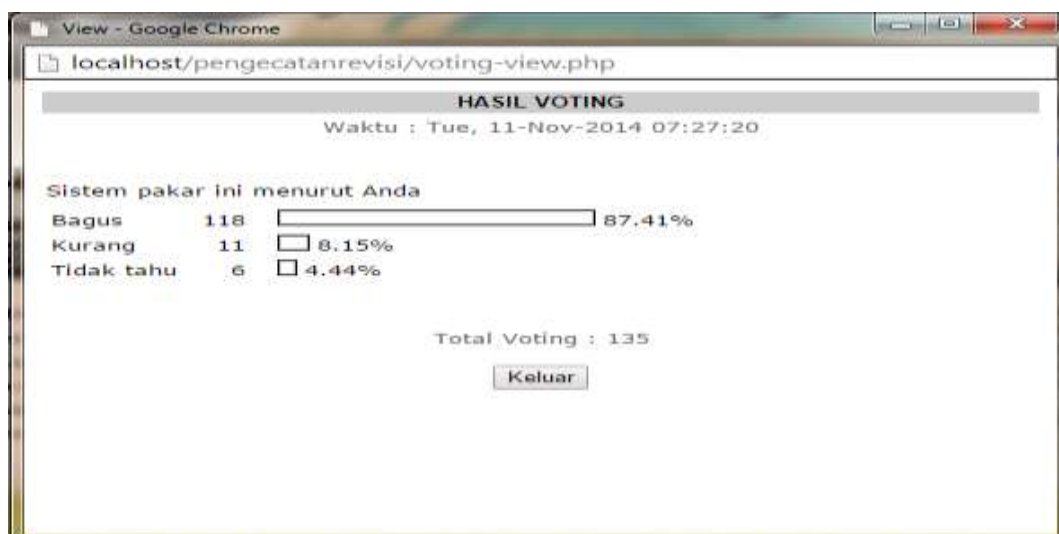 View - Google Chrome
localhost/pengecatanrevisi/voting-view.php
HASIL VOTING
Waktu : Tue, 11-Nov-2014 07:27:20
Sistem pakar ini menurut Anda
Bagus 118 87.41%
Kurang 11 8.15%
Tidak tahu 6 4.44%
Total Voting : 135
Keluar